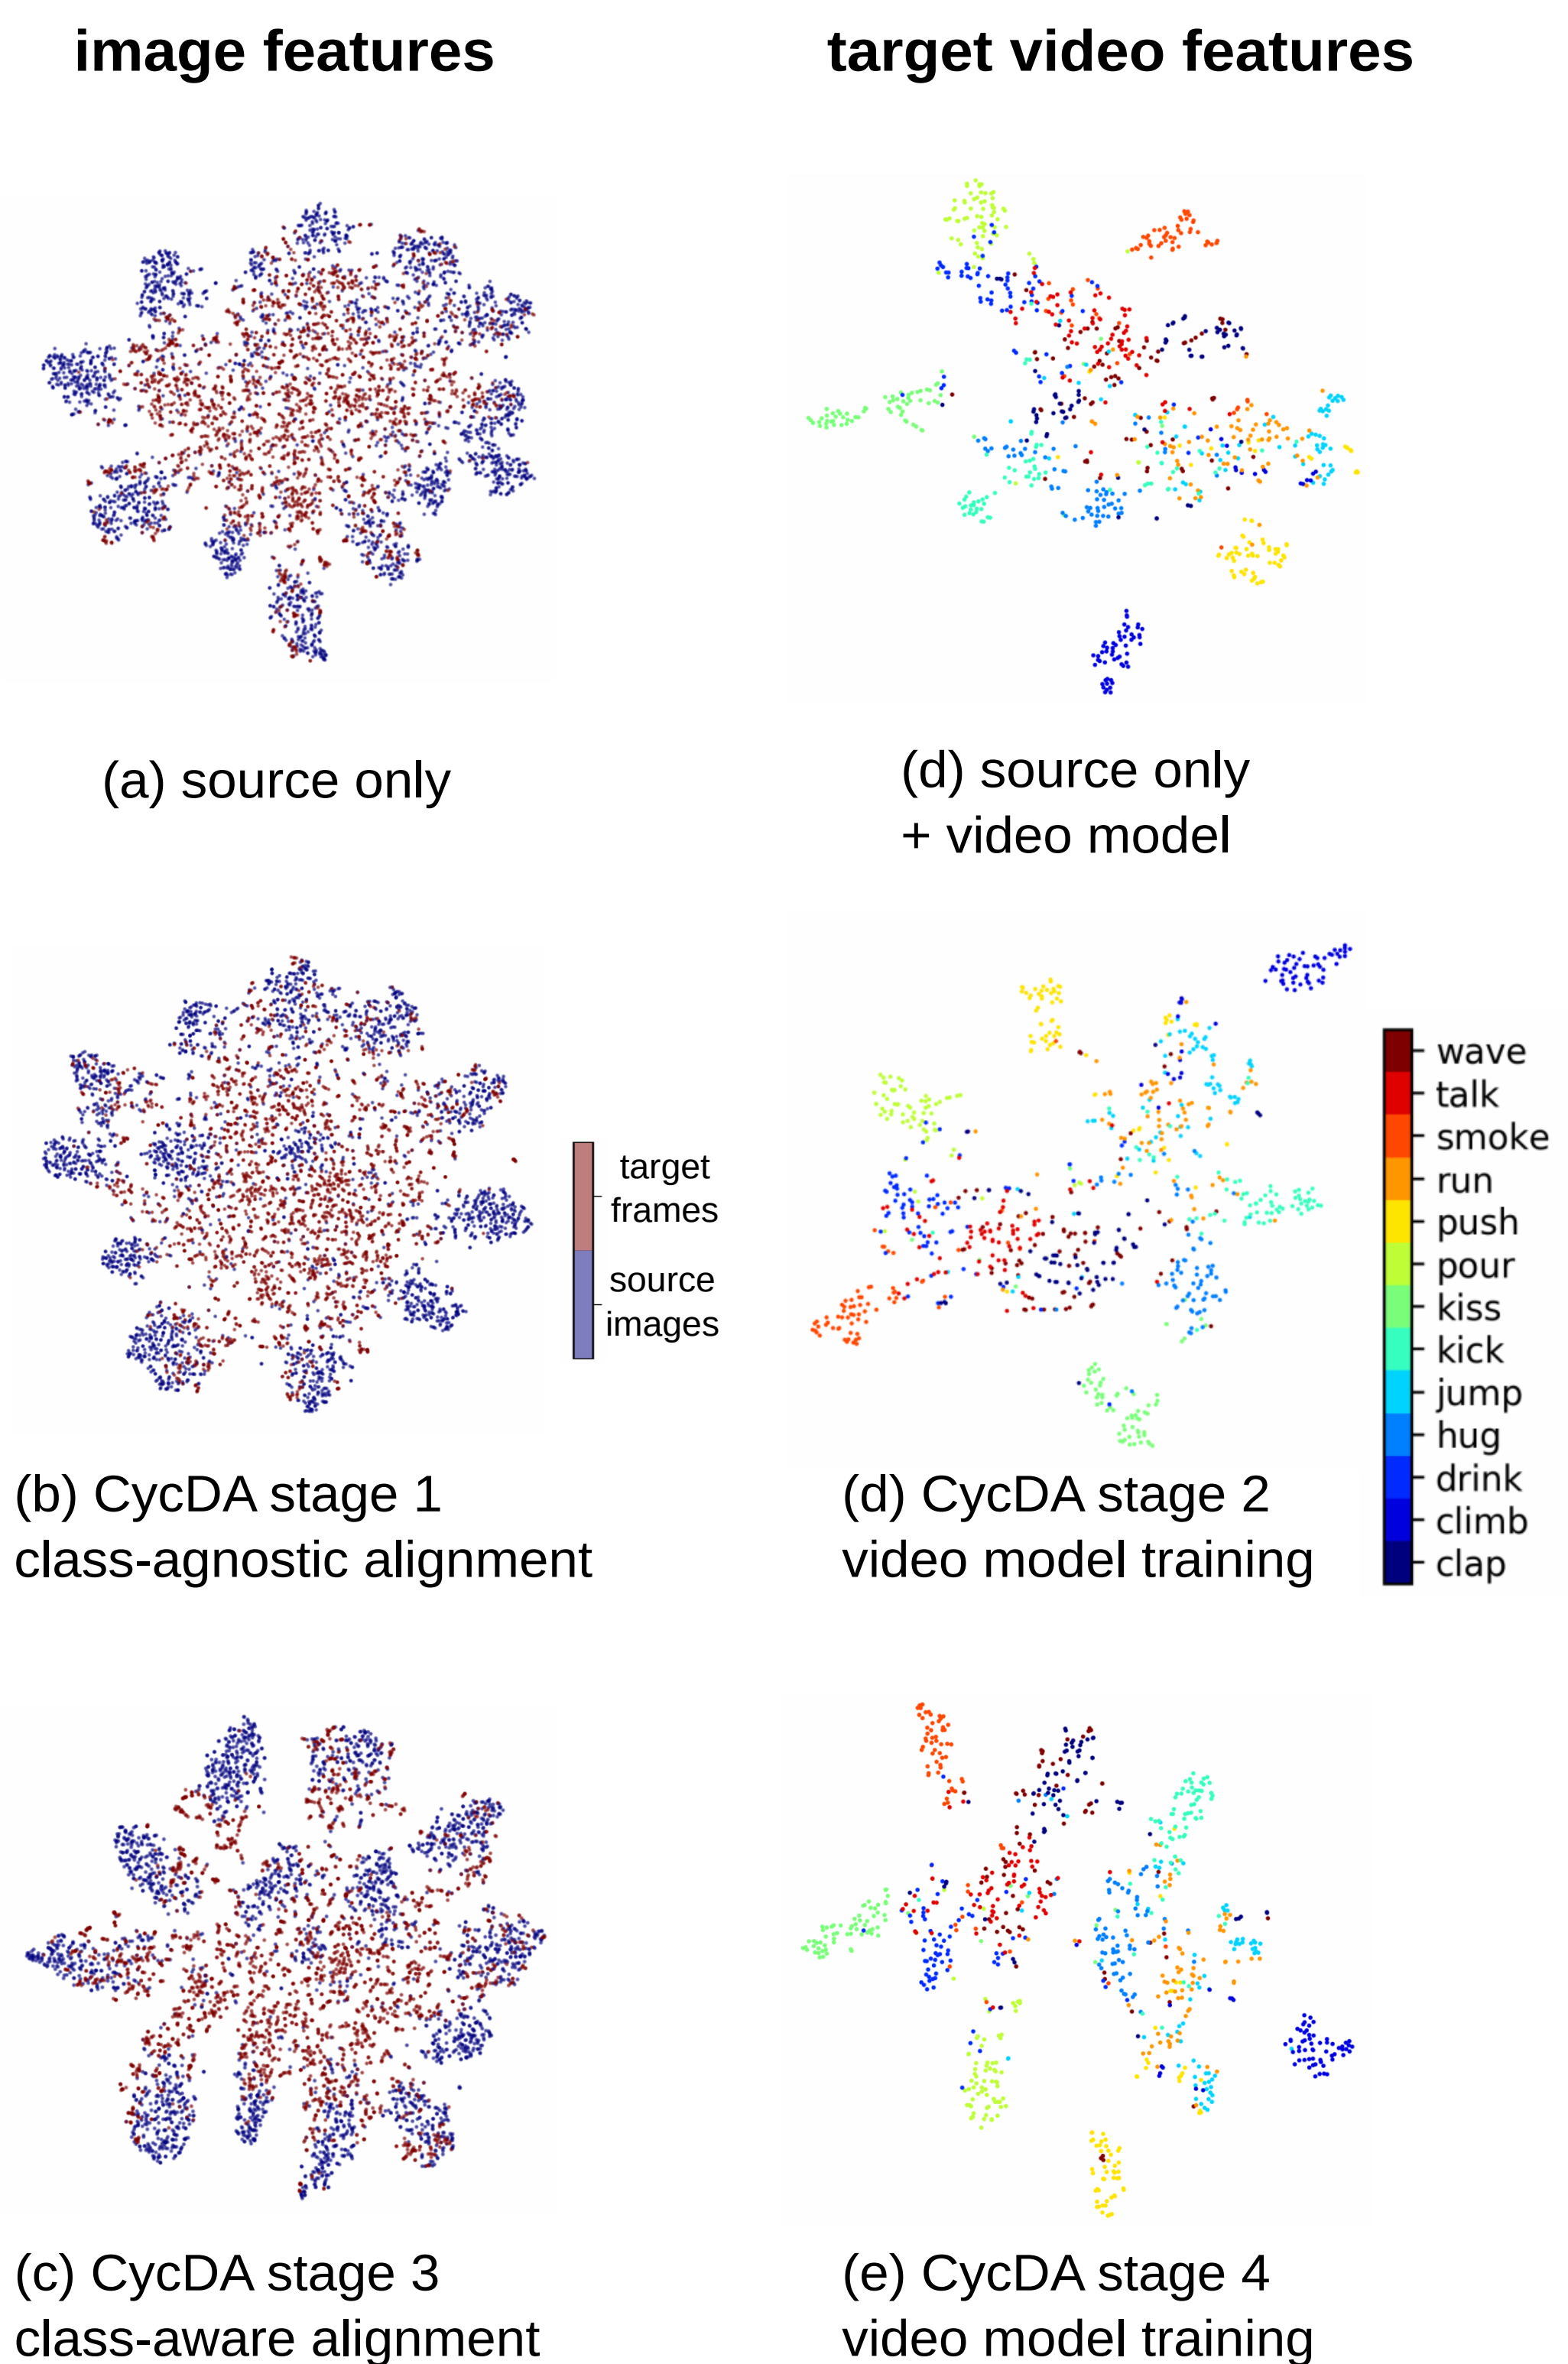 image features
target video features
(a) source only
(d) source only
+ video model
target
frames
source
images
wave
talk
smoke
run
push
pour
kiss
kick
jump
hug
drink
climb
clap
(b) CycDA stage 1
class-agnostic alignment
(d) CycDA stage 2
video model training
(c) CycDA stage 3
class-aware alignment
(e) CycDA stage 4
video model training